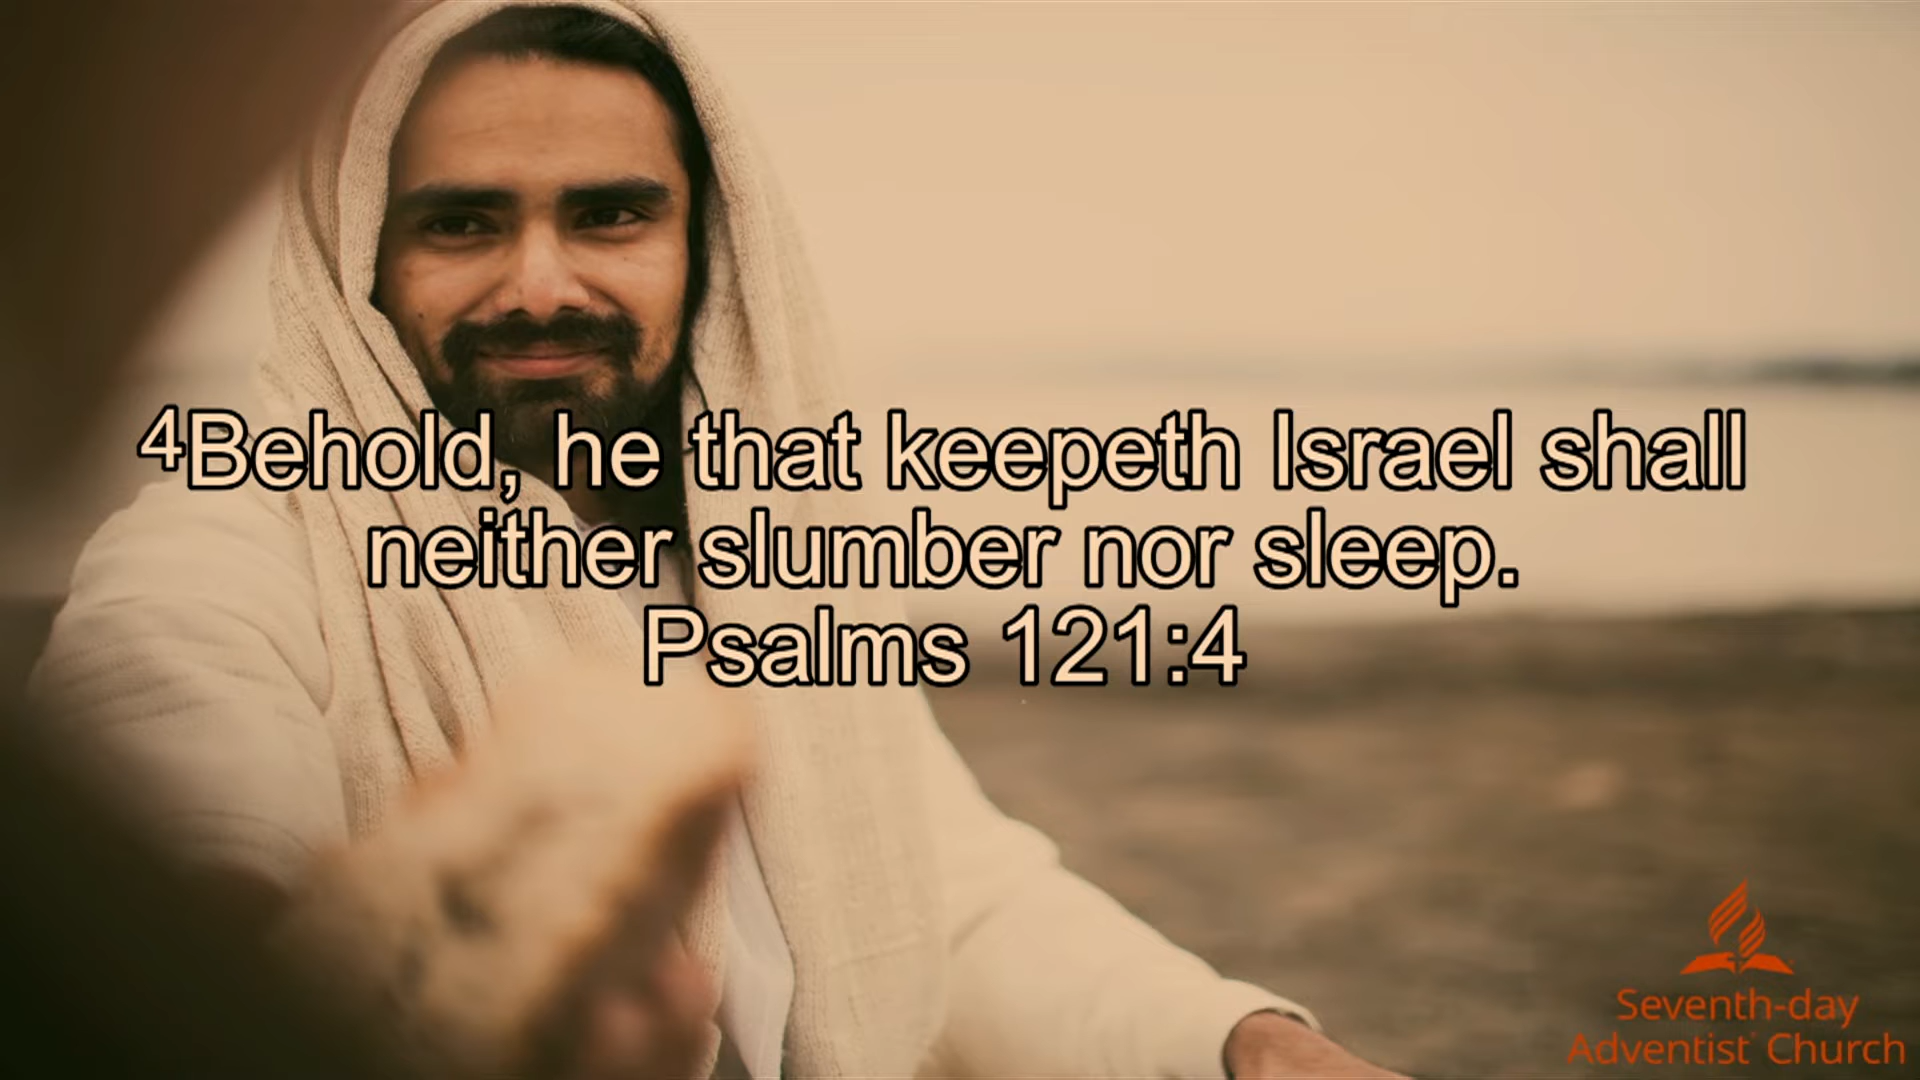 4Behold, he that keepeth Israel shall
neither slumber nor sleep.
Psalms 121:4
Seventh-day
Adventist® Church